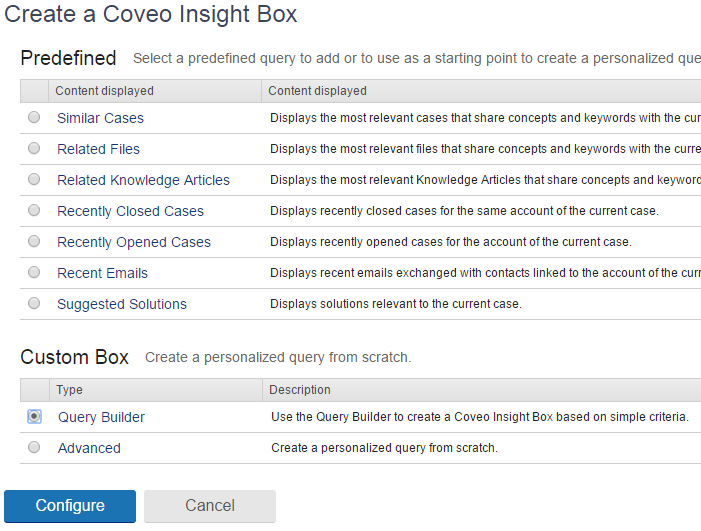 Create a Coveo Insight Box
Predefined Select a predefined query to add or to use as a starting point to create a personalized que
Content displayed Content displayed
Similar Cases Displays the most relevant cases that share concepts and keywords with the cur
Related Files Displays the most relevant files that share concepts and keywords with the curre
Related Knowledge Articles Displays the most relevant Knowledge Articles that share concepts and keyword
Recently Closed Cases Displays recently closed cases for the same account of the current case.
Recently Opened Cases Displays recently opened cases for the account of the current case.
Recent Emails Displays recent emails exchanged with contacts linked to the account of the curr
Suggested Solutions Displays solutions relevant to the current case.
Custom Box Create a personalized query from scratch.
Type Description
Query Builder Use the Query Builder to create a Coveo Insight Box based on simple criteria.
Advanced Create a personalized query from scratch.
Configure Cancel